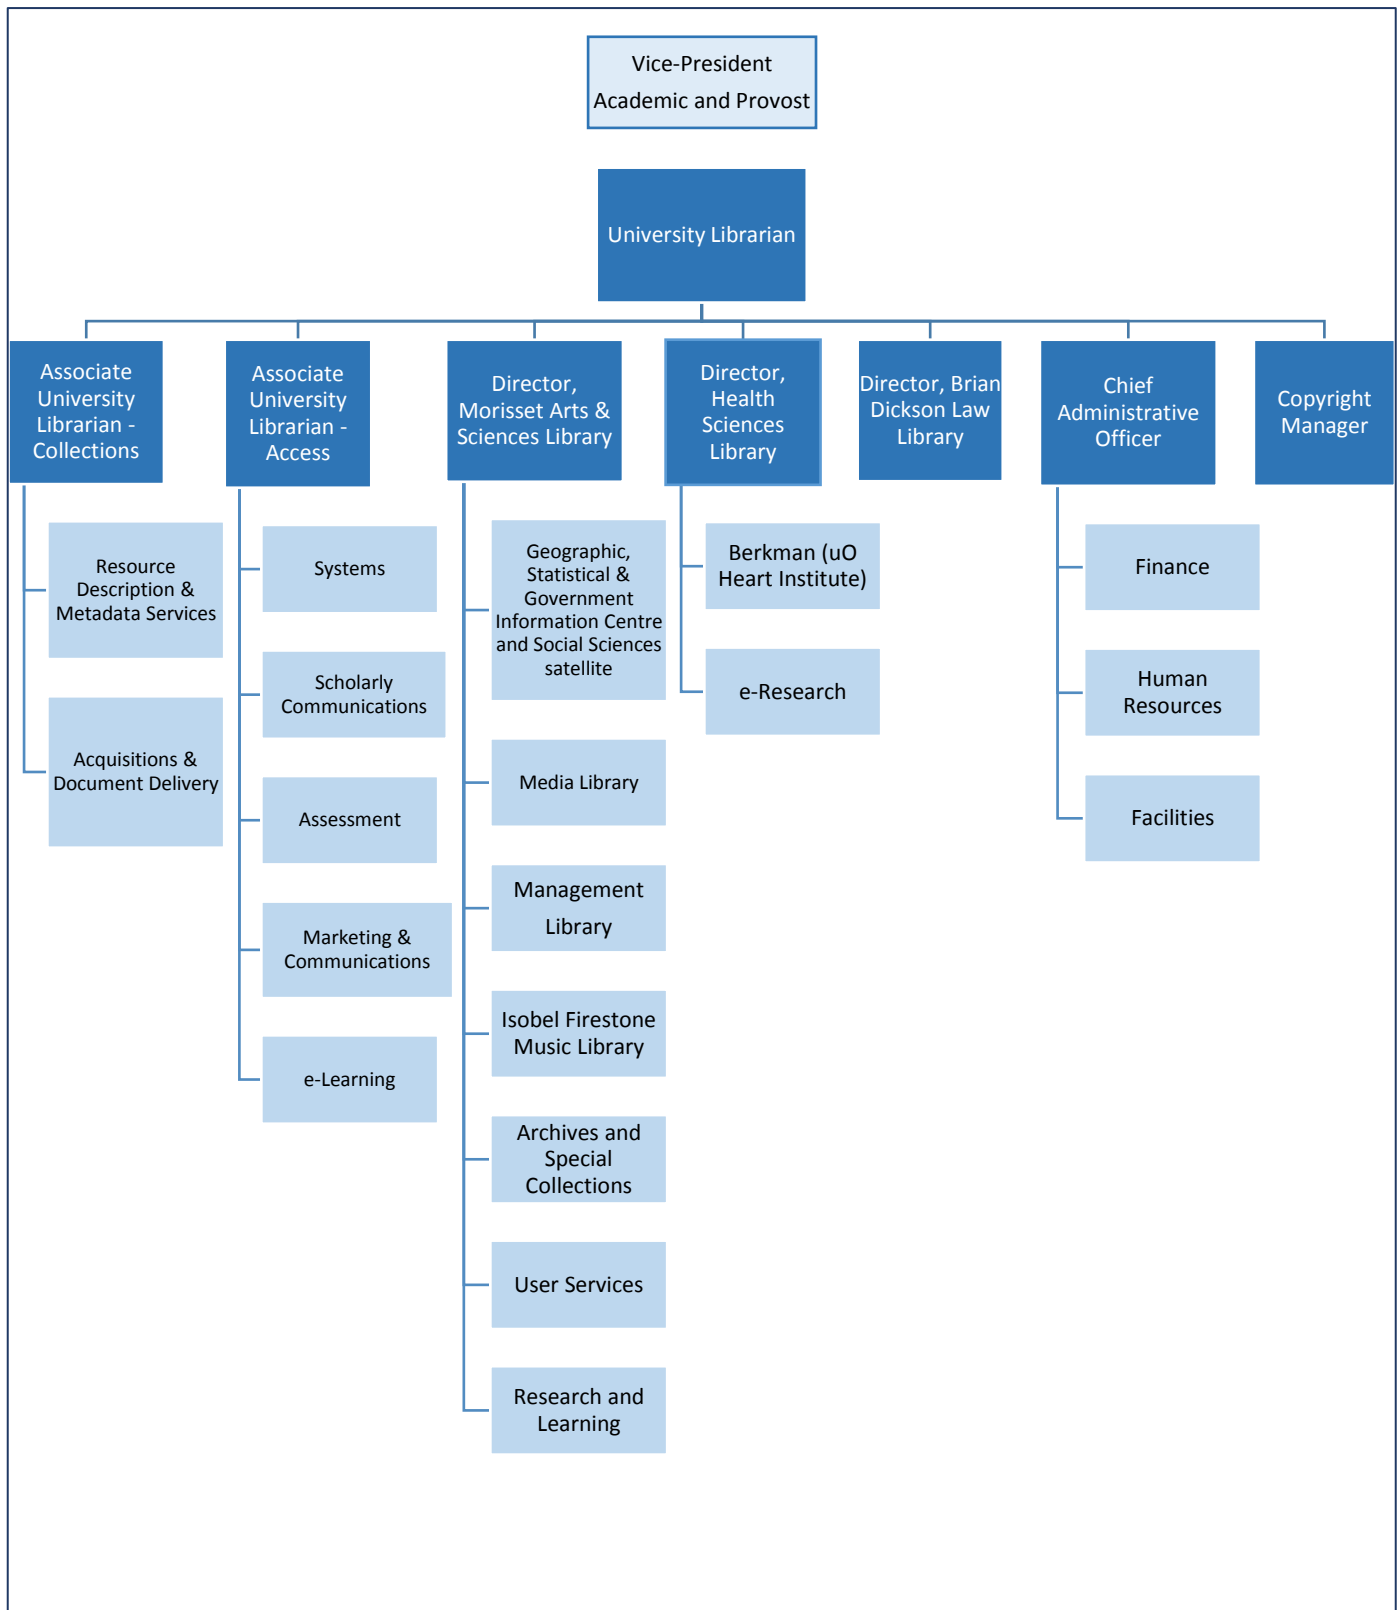 Vice-President
Academic and Provost
University Librarian
Associate
University
Librarian -
Collections
Associate
University
Librarian -
Access
Director,
Morisset Arts &
Sciences Library
Director,
Health
Sciences
Library
Director, Brian
Dickson Law
Library
Chief
Administrative
Officer
Copyright
Manager
Resource
Description &
Metadata Services
Acquisitions &
Document Delivery
Systems
Scholarly
Communications
Assessment
Marketing &
Communications
e-Learning
Geographic,
Statistical &
Government
Information Centre
and Social Sciences
satellite
Media Library
Management
Library
Isobel Firestone
Music Library
Archives and
Special
Collections
User Services
Research and
Learning
Berkman (uO
Heart Institute)
e-Research
Finance
Human
Resources
Facilities